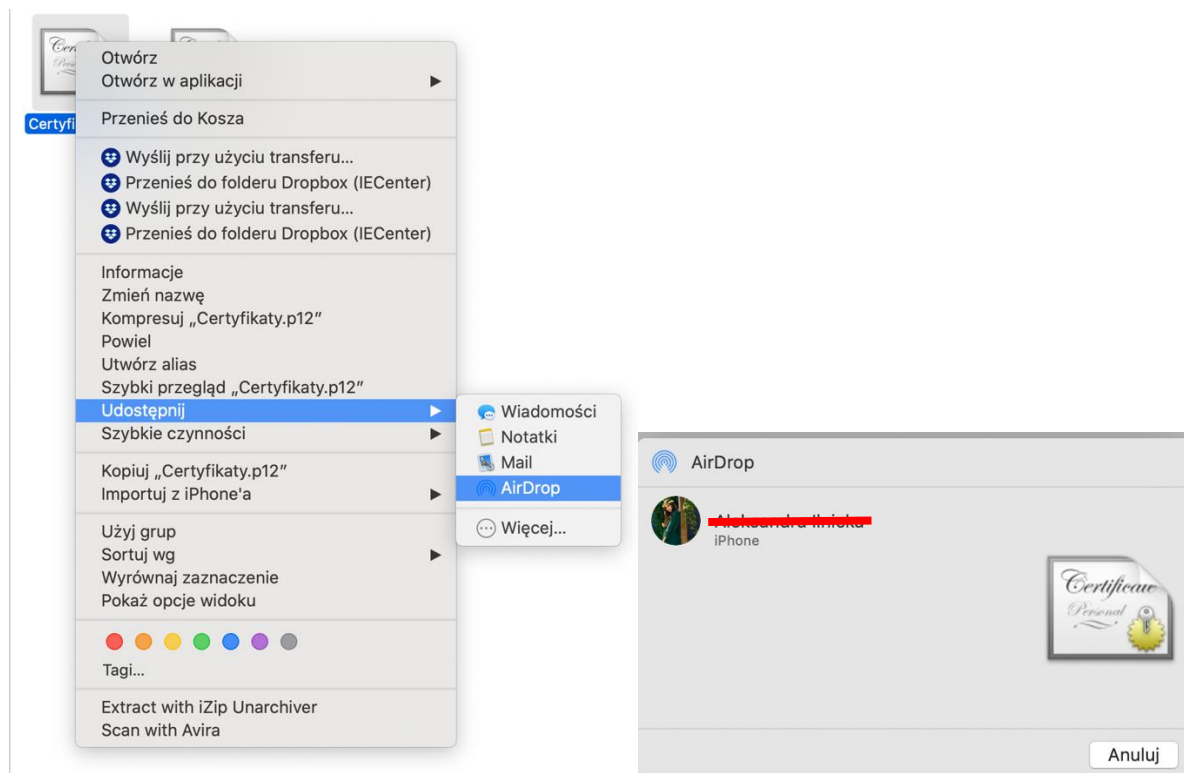 Certyfi
Otwórz
Otwórz w aplikacji
Przenieś do Kosza
Wyślij przy użyciu transferu...
Przenieś do folderu Dropbox (IECenter)
Wyślij przy użyciu transferu...
Przenieś do folderu Dropbox (IECenter)
Informacje
Zmień nazwę
Kompresuj „Certyfikaty.p12”
Powiel
Utwórz alias
Szybki przegląd „Certyfikaty.p12”
Udostępnij
Szybkie czynności
Kopiuj „Certyfikaty.p12”
Importuj z iPhone'a
Użyj grup
Sortuj wg
Wyrównaj zaznaczenie
Pokaż opcje widoku
Tagi...
Extract with iZip Unarchiver
Scan with Avira
Wiadomości
Notatki
Mail
AirDrop
Więcej...
AirDrop
iPhone
Certificate
Personal
Anuluj